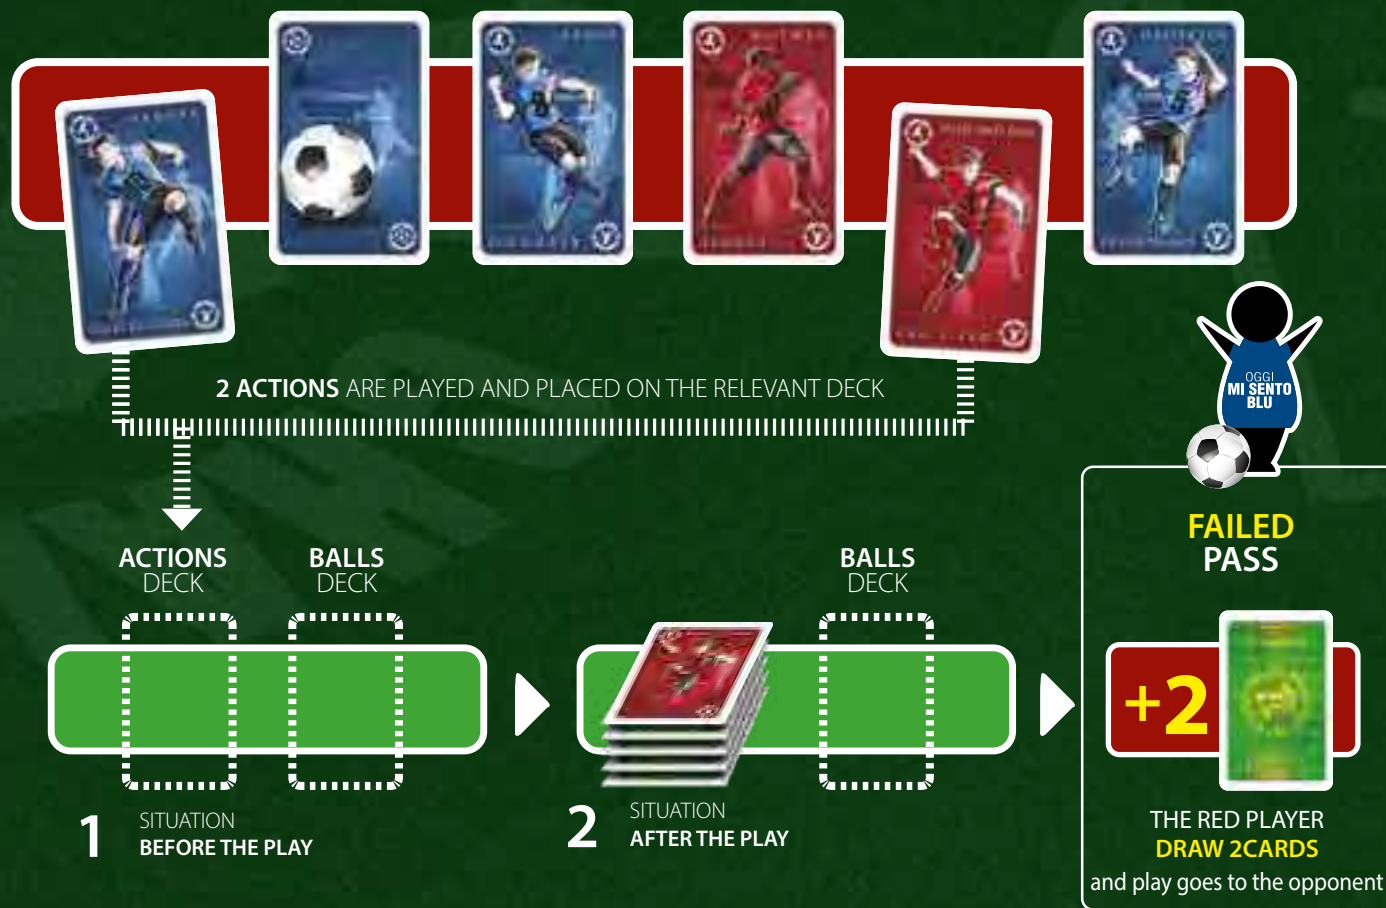 2 ACTIONS ARE PLAYED AND PLACED ON THE RELEVANT DECK
OGGI
MI SENTO
BLU
ACTIONS
DECK
BALLS
DECK
BALLS
DECK
FAILED
PASS
+2
1
SITUATION
BEFORE THE PLAY
2
SITUATION
AFTER THE PLAY
THE RED PLAYER
DRAW 2CARDS
and play goes to the opponent